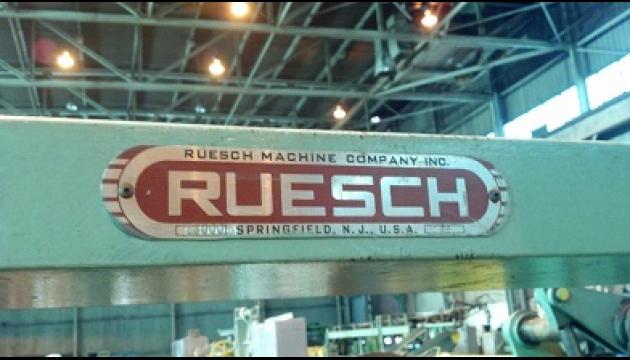 RUESCH MACHINE COMPANY INC.
RUESCH
SPRINGFIELD, N.J., U.S.A.